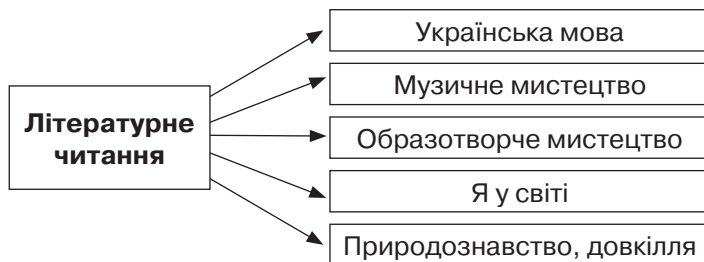 Літературне
читання
Українська мова
Музичне мистецтво
Образотворче мистецтво
Я у світі
Природознавство, довкілля